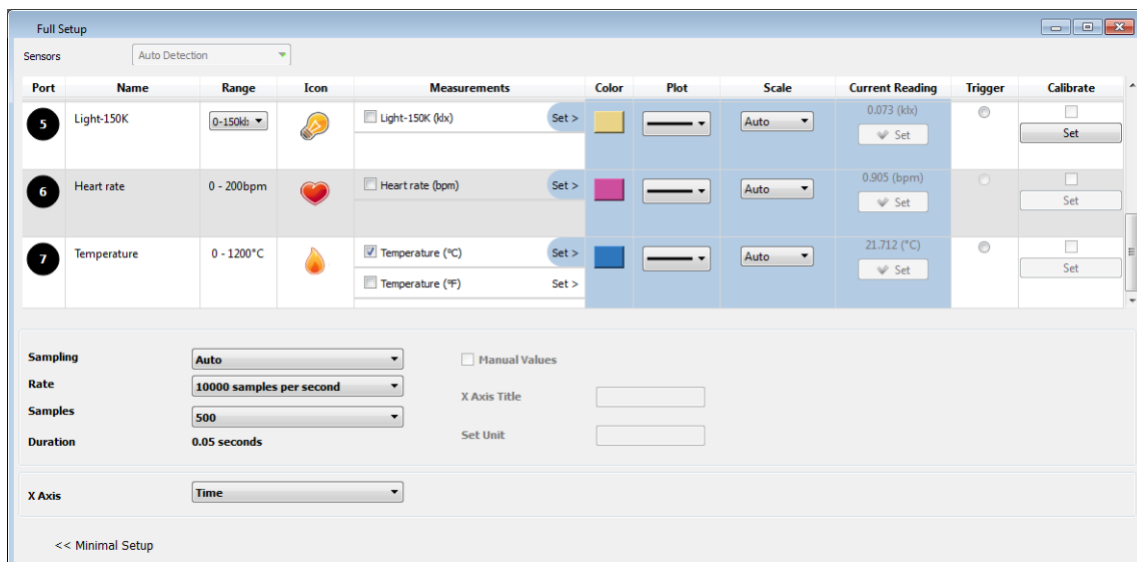 Full Setup
Sensors Auto Detection
Port Name Range Icon Measurements Color Plot Scale Current Reading Trigger Calibrate
5 Light-150K 0-150kl: Light-150K (klx) Set > Auto 0.073 (klx)
Set Set
6 Heart rate 0 - 200bpm Heart rate (bpm) Set > Auto 0.905 (bpm)
Set Set
7 Temperature 0 - 1200°C Temperature (°C) Set > Auto 21.712 (°C)
Set Set
Temperature (°F) Set >
Sampling Auto Manual Values
Rate 10000 samples per second
X Axis Title
Samples 500
Set Unit
Duration 0.05 seconds
X Axis Time
<< Minimal Setup